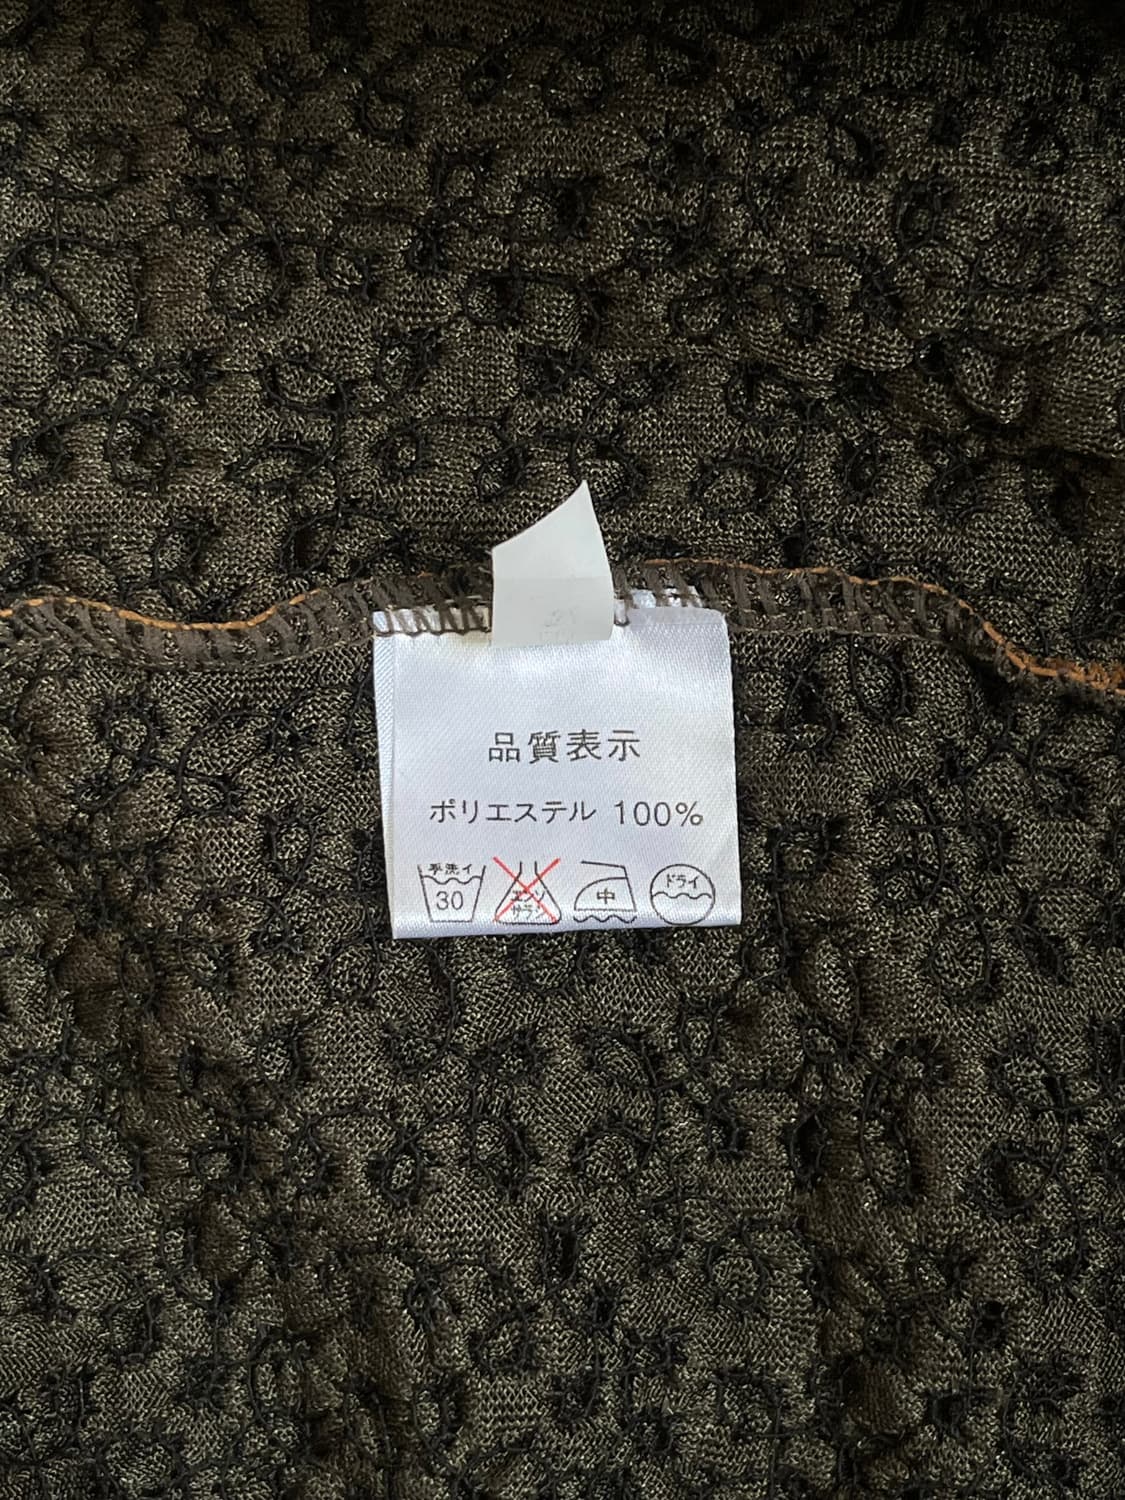 品質表示
ポリエステル 100%
手洗イ
30
エンソ
サラシ
中
ドライ